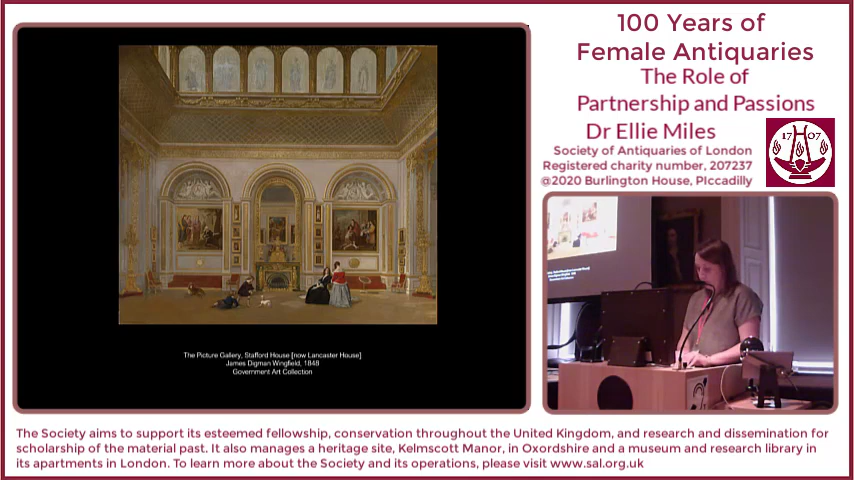 100 Years of
Female Antiquaries
The Role of
Partnership and Passions
Dr Ellie Miles
Society of Antiquaries of London
Registered charity number, 207237
@2020 Burlington House, PIccadilly
17 07
The Picture Gallery, Stafford House [now Lancaster House]
James Digman Wingfield, 1848
Government Art Collection
The Society aims to support its esteemed fellowship, conservation throughout the United Kingdom, and research and dissemination for
scholarship of the material past. It also manages a heritage site, Kelmscott Manor, in Oxordshire and a museum and research library in
its apartments in London. To learn more about the Society and its operations, please visit www.sal.org.uk